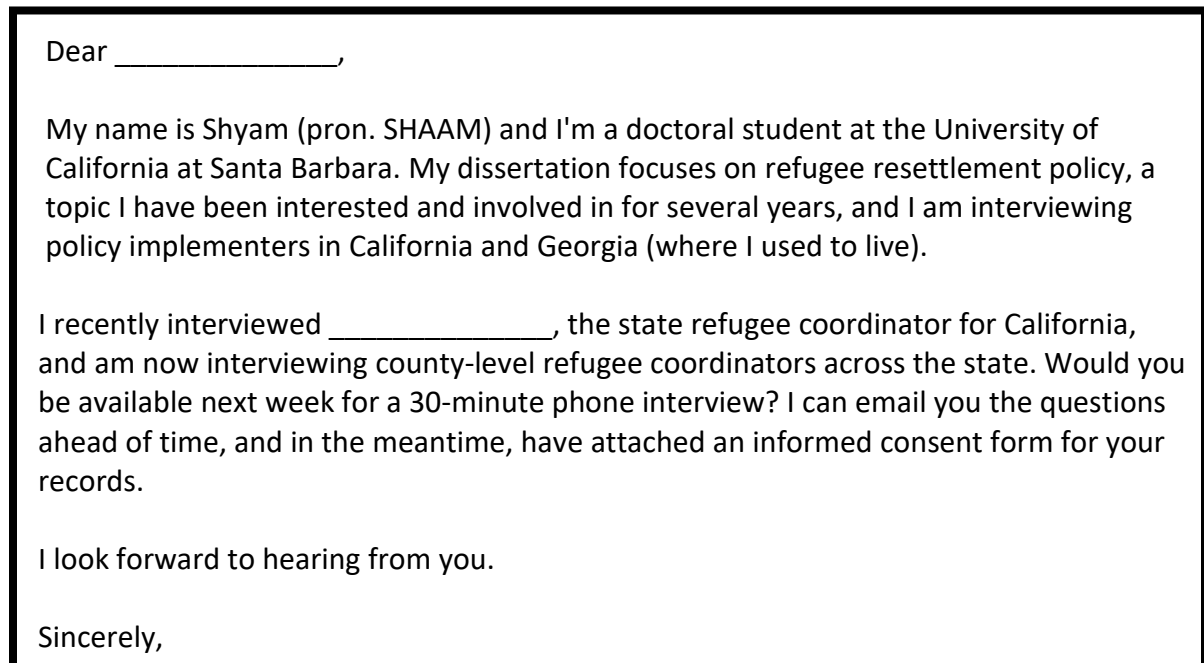 Dear ______________,
My name is Shyam (pron. SHAAM) and I'm a doctoral student at the University of
California at Santa Barbara. My dissertation focuses on refugee resettlement policy, a
topic I have been interested and involved in for several years, and I am interviewing
policy implementers in California and Georgia (where I used to live).
I recently interviewed ______________, the state refugee coordinator for California,
and am now interviewing county-level refugee coordinators across the state. Would you
be available next week for a 30-minute phone interview? I can email you the questions
ahead of time, and in the meantime, have attached an informed consent form for your
records.
I look forward to hearing from you.
Sincerely,